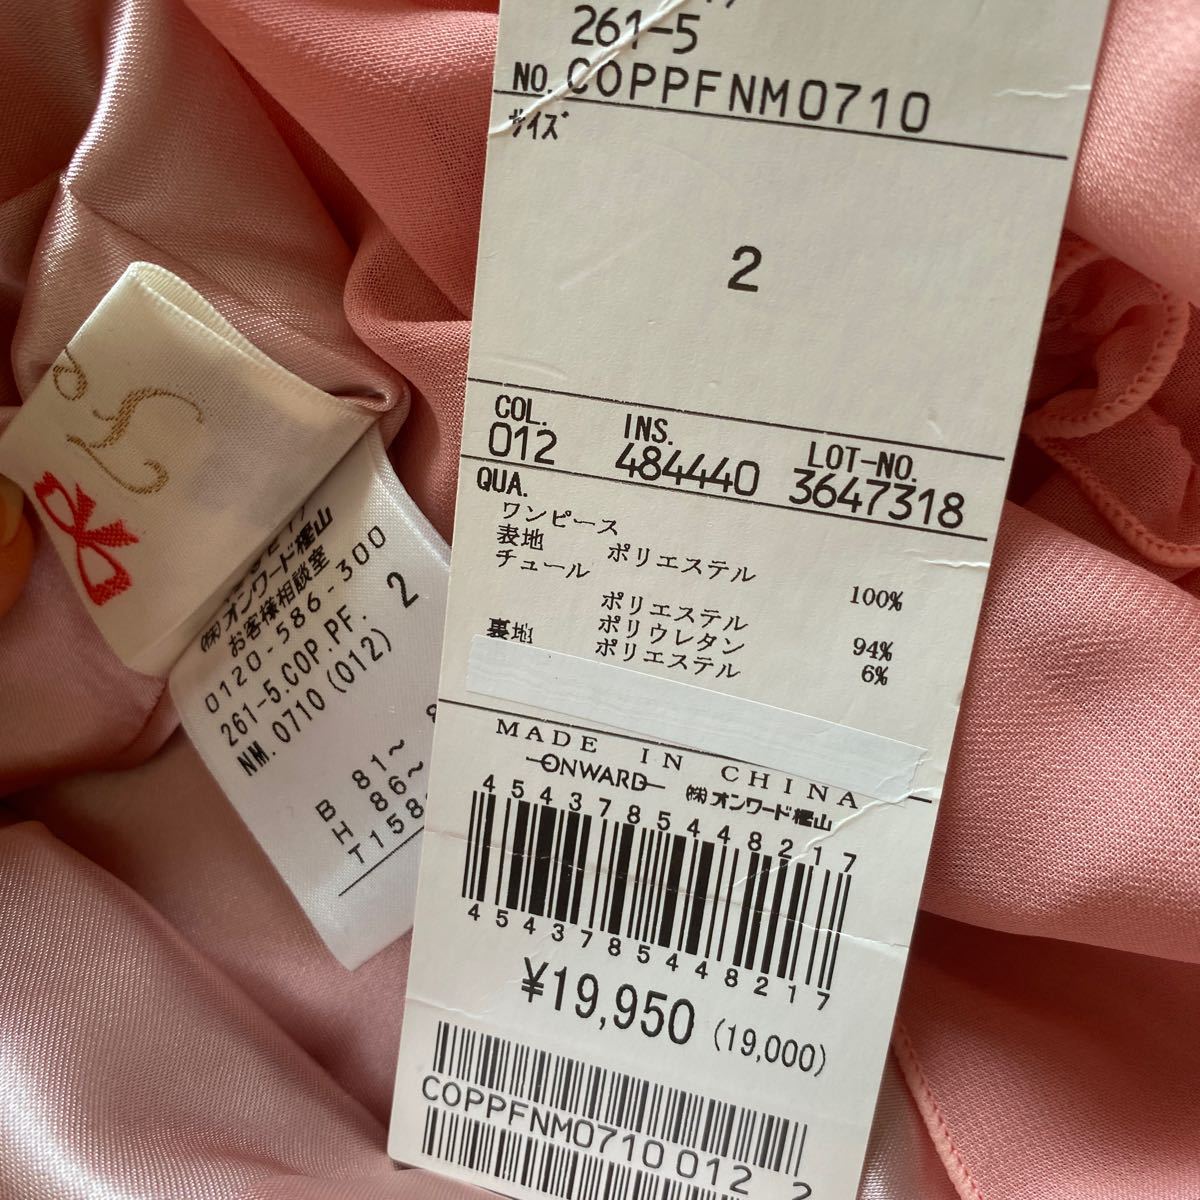 261-5
NO. COPPFNM0710
サイズ
2
COL. INS. LOT-NO.
012 484440 3647318
QUA.
ワンピース
表地 ポリエステル 100%
チュール
ポリエステル 94%
ポリウレタン 6%
裏地 ポリエステル
MADE IN CHINA
ONWARD ㈱オンワード樫山
4543785448217
4543785448217
¥19,950 (19,000)
COPPFNM0710 012 2
㈱オンワード樫山
お客様相談室
0120-586-300
261-5.COP.PF. 2
NM.0710(012)
B 81~
H 86~
T158